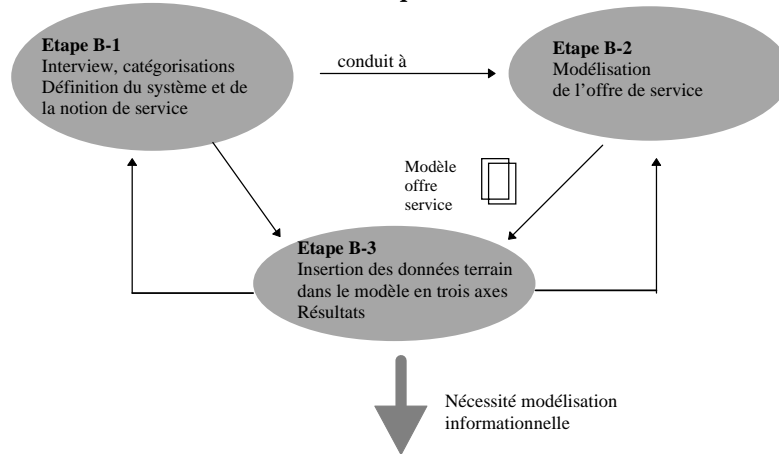 Etape B-1
Interview, catégorisations
Définition du système et de
la notion de service
conduit à
Etape B-2
Modélisation
de l'offre de service
Modèle
offre
service
Etape B-3
Insertion des données terrain
dans le modèle en trois axes
Résultats
Nécessité modélisation
informationnelle